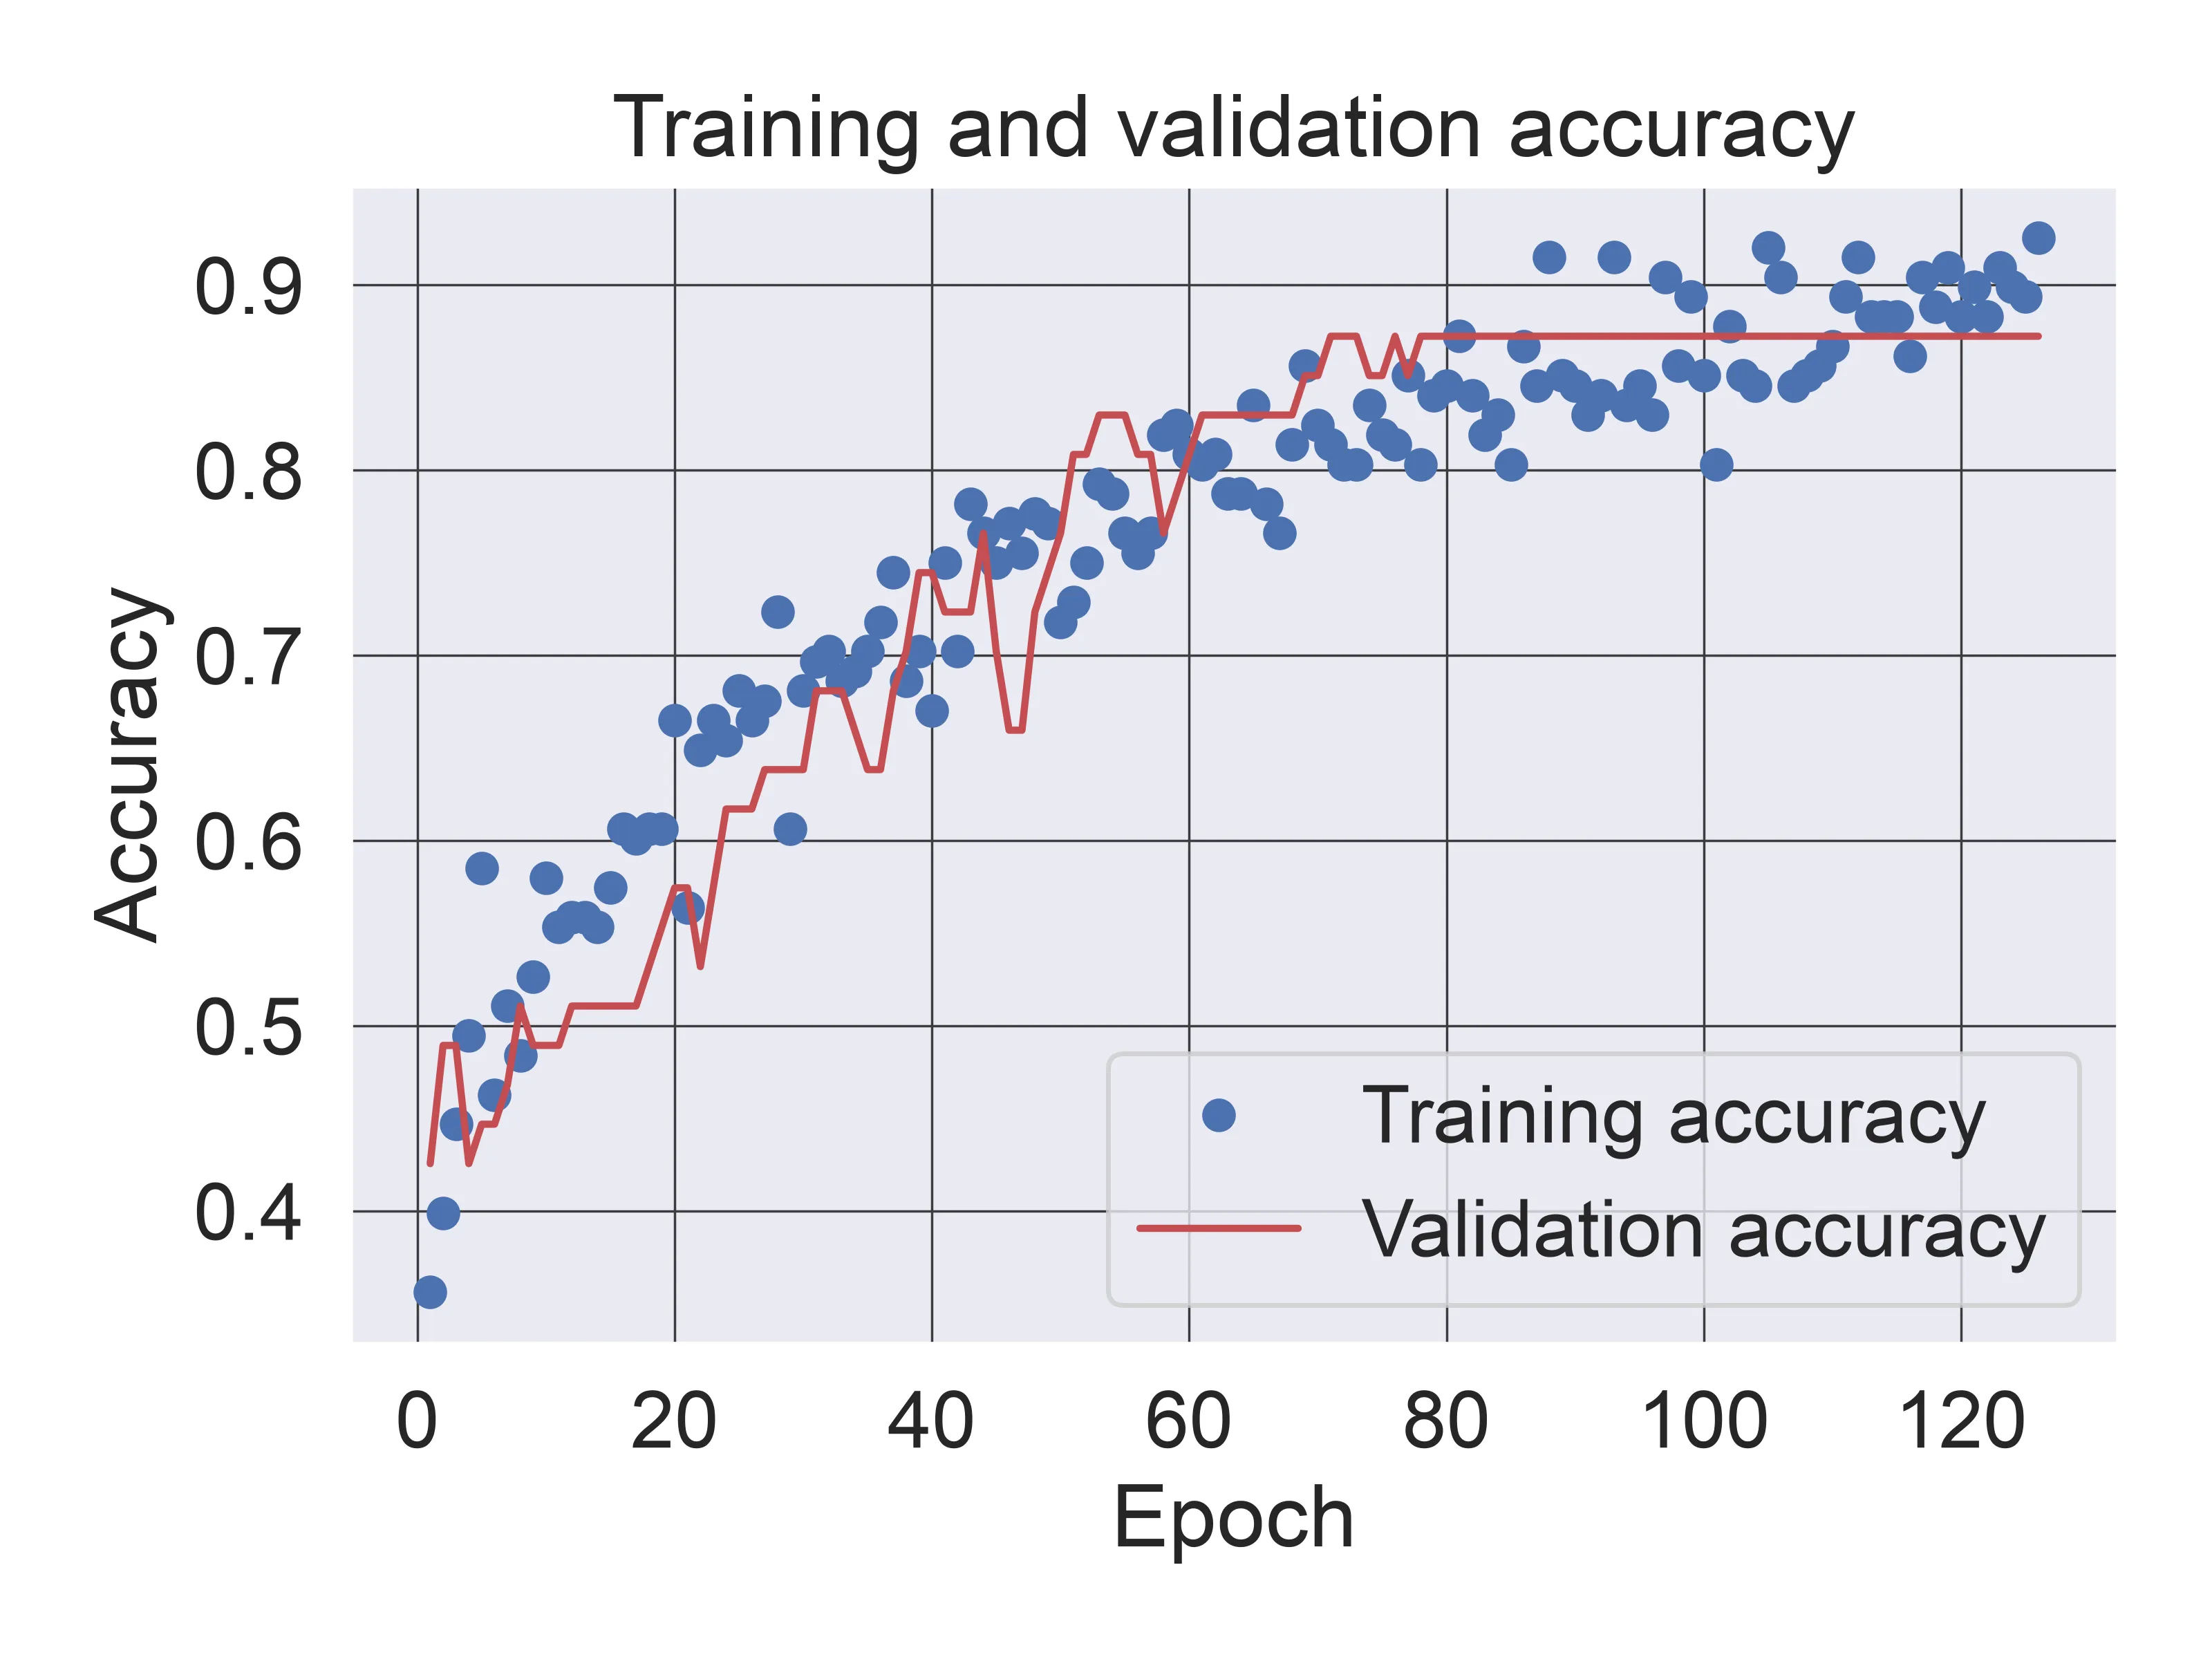 Training and validation accuracy
0.9
0.8
0.7
0.6
0.5
0.4
Accuracy
Training accuracy
Validation accuracy
0 20 40 60 80 100 120
Epoch